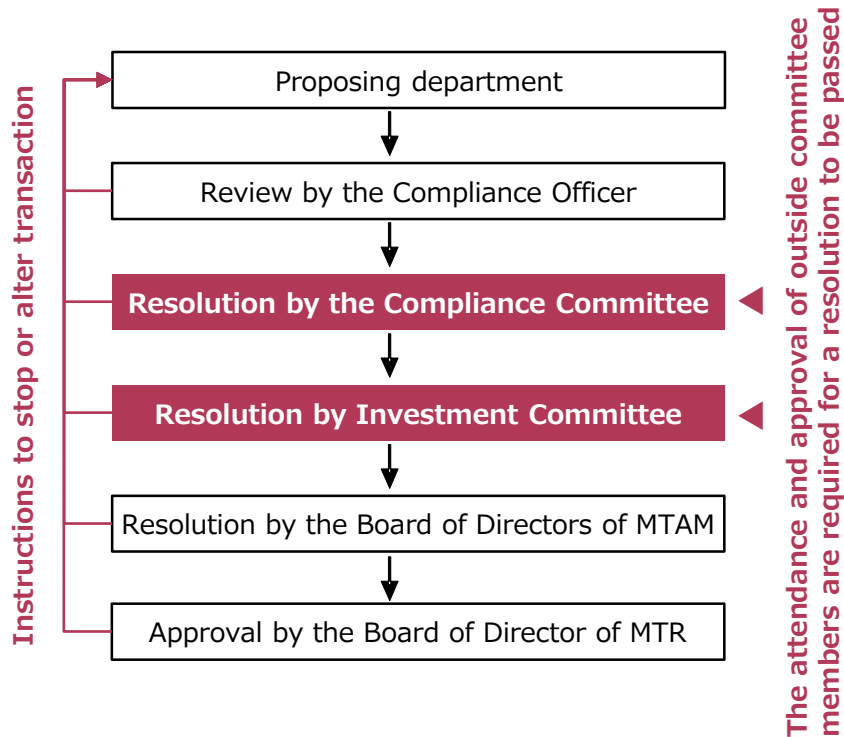 Instructions to stop or alter transaction
Proposing department
Review by the Compliance Officer
Resolution by the Compliance Committee
Resolution by Investment Committee
Resolution by the Board of Directors of MTAM
Approval by the Board of Director of MTR
The attendance and approval of outside committee
members are required for a resolution to be passed